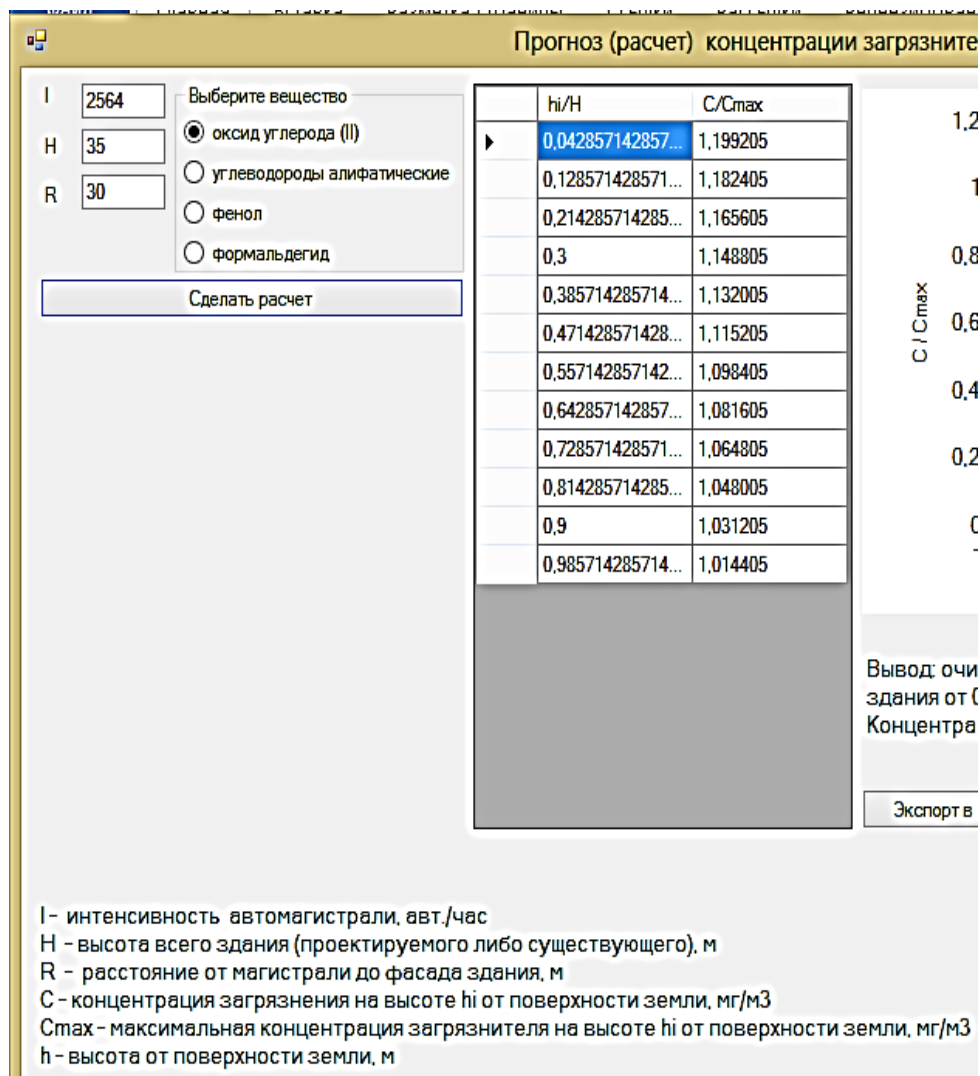 Прогноз (расчет) концентрации загрязните
I 2564
H 35
R 30
Выберите вещество
оксид углерода (II)
углеводороды алифатические
фенол
формальдегид
Сделать расчет
hi/H C/Cmax
0,042857142857... 1,199205
0,128571428571... 1,182405
0,214285714285... 1,165605
0,3 1,148805
0,385714285714... 1,132005
0,471428571428... 1,115205
0,557142857142... 1,098405
0,642857142857... 1,081605
0,728571428571... 1,064805
0,814285714285... 1,048005
0,9 1,031205
0,985714285714... 1,014405
1,2
1
0,8
0,6
0,4
0,2
0
C / Cmax
Вывод: очи
здания от
Концентра
Экспорт в
I - интенсивность автомагистрали, авт./час
H - высота всего здания (проектируемого либо существующего), м
R - расстояние от магистрали до фасада здания, м
C - концентрация загрязнения на высоте hi от поверхности земли, мг/м3
Cmax - максимальная концентрация загрязнителя на высоте hi от поверхности земли, мг/м3
h - высота от поверхности земли, м